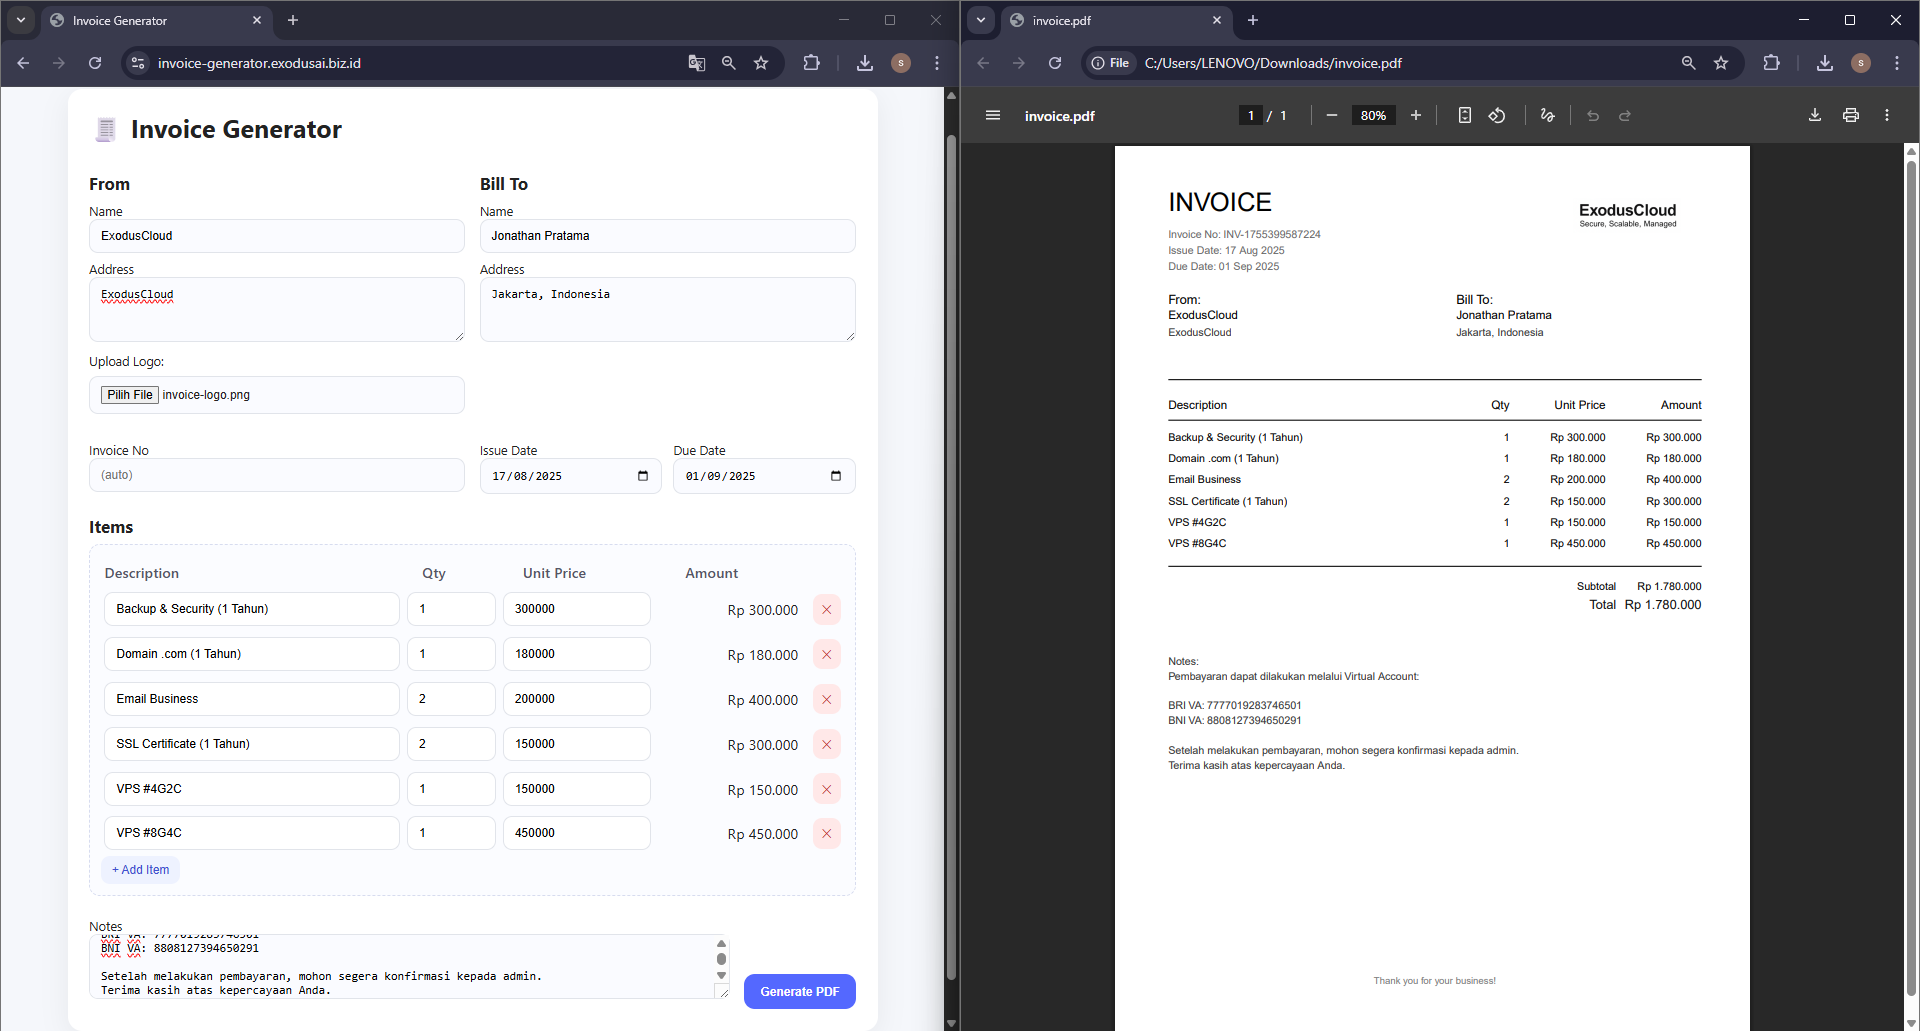 Invoice Generator
invoice-generator.exodusai.biz.id
S
Invoice Generator
From
Bill To
Name
Name
ExodusCloud
Jonathan Pratama
Address
Address
ExodusCloud
Jakarta, Indonesia
Upload Logo:
Pilih File invoice-logo.png
Invoice No
Issue Date
Due Date
(auto)
17/08/2025
01/09/2025
Items
Description Qty Unit Price Amount
Backup & Security (1 Tahun) 1 300000 Rp 300.000
Domain .com (1 Tahun) 1 180000 Rp 180.000
Email Business 2 200000 Rp 400.000
SSL Certificate (1 Tahun) 2 150000 Rp 300.000
VPS #4G2C 1 150000 Rp 150.000
VPS #8G4C 1 450000 Rp 450.000
+ Add Item
Notes
BRI VA: 7777019283746501
BNI VA: 8808127394650291
Setelah melakukan pembayaran, mohon segera konfirmasi kepada admin.
Terima kasih atas kepercayaan Anda.
Generate PDF
invoice.pdf
File C:/Users/LENOVO/Downloads/invoice.pdf
S
invoice.pdf
1 / 1
80%
INVOICE
ExodusCloud
Secure, Scalable, Managed
Invoice No: INV-1755399587224
Issue Date: 17 Aug 2025
Due Date: 01 Sep 2025
From:
ExodusCloud
ExodusCloud
Bill To:
Jonathan Pratama
Jakarta, Indonesia
Description Qty Unit Price Amount
Backup & Security (1 Tahun) 1 Rp 300.000 Rp 300.000
Domain .com (1 Tahun) 1 Rp 180.000 Rp 180.000
Email Business 2 Rp 200.000 Rp 400.000
SSL Certificate (1 Tahun) 2 Rp 150.000 Rp 300.000
VPS #4G2C 1 Rp 150.000 Rp 150.000
VPS #8G4C 1 Rp 450.000 Rp 450.000
Subtotal Rp 1.780.000
Total Rp 1.780.000
Notes:
Pembayaran dapat dilakukan melalui Virtual Account:
BRI VA: 7777019283746501
BNI VA: 8808127394650291
Setelah melakukan pembayaran, mohon segera konfirmasi kepada admin.
Terima kasih atas kepercayaan Anda.
Thank you for your business!